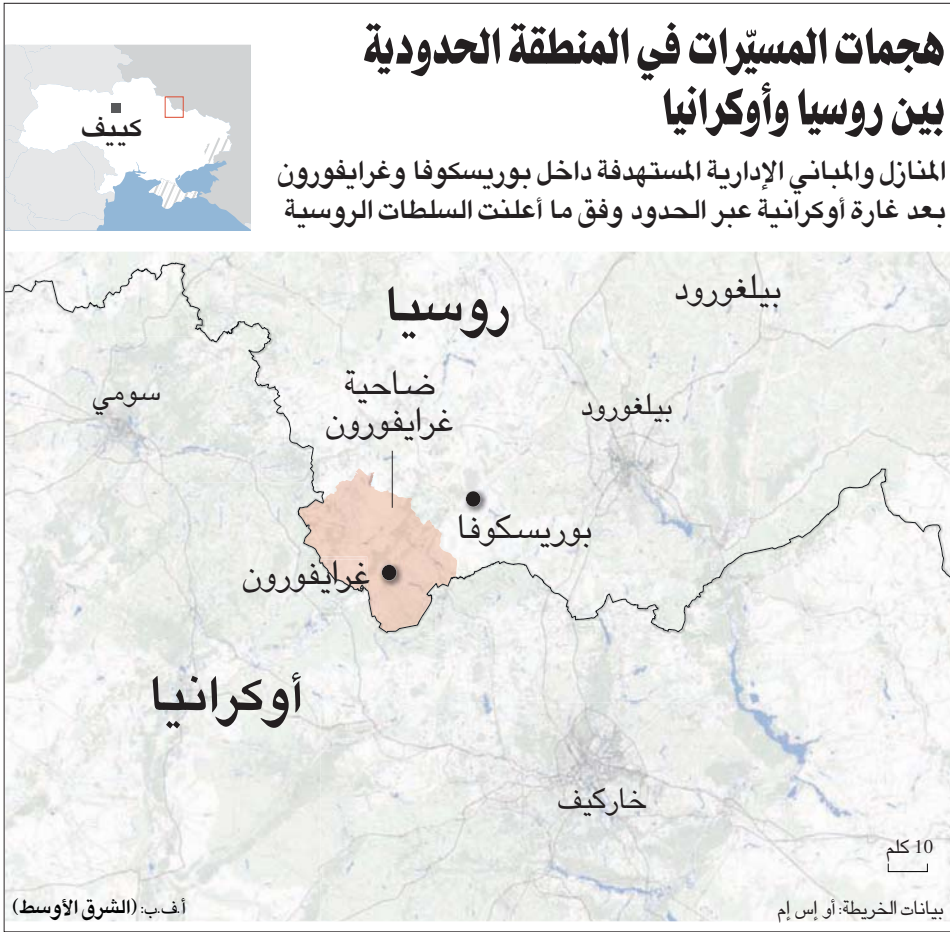 هجمات المسيّرات في المنطقة الحدودية
بين روسيا وأوكرانيا
المنازل والمباني الإدارية المستهدفة داخل بوريسكوفا وغرايفورون
بعد غارة أوكرانية عبر الحدود وفق ما أعلنت السلطات الروسية
كييف
بيلغورود
روسيا
ضاحية
غرايفورون
سومي
بيلغورود
بوريسكوفا
غرايفورون
أوكرانيا
خاركيف
10 كلم
بيانات الخريطة: أو إس إم
أ.ف.ب: (الشرق الأوسط)